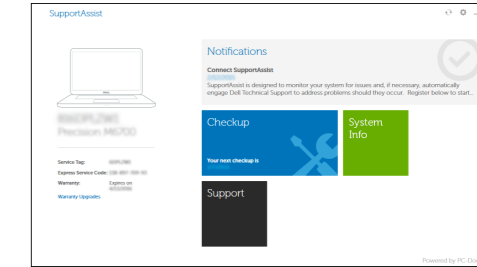 SupportAssist
Notifications
Connect SupportAssist
SupportAssist is designed to monitor your system for issues and, if necessary, automatically
engage Dell Technical Support to address problems should they occur. Register below to start...
Precision M6700
Checkup
System
Info
Service Tag:
Express Service Code:
Warranty: Expires on
Warranty Upgrades
Your next checkup is
Support
Powered by PC-Doc